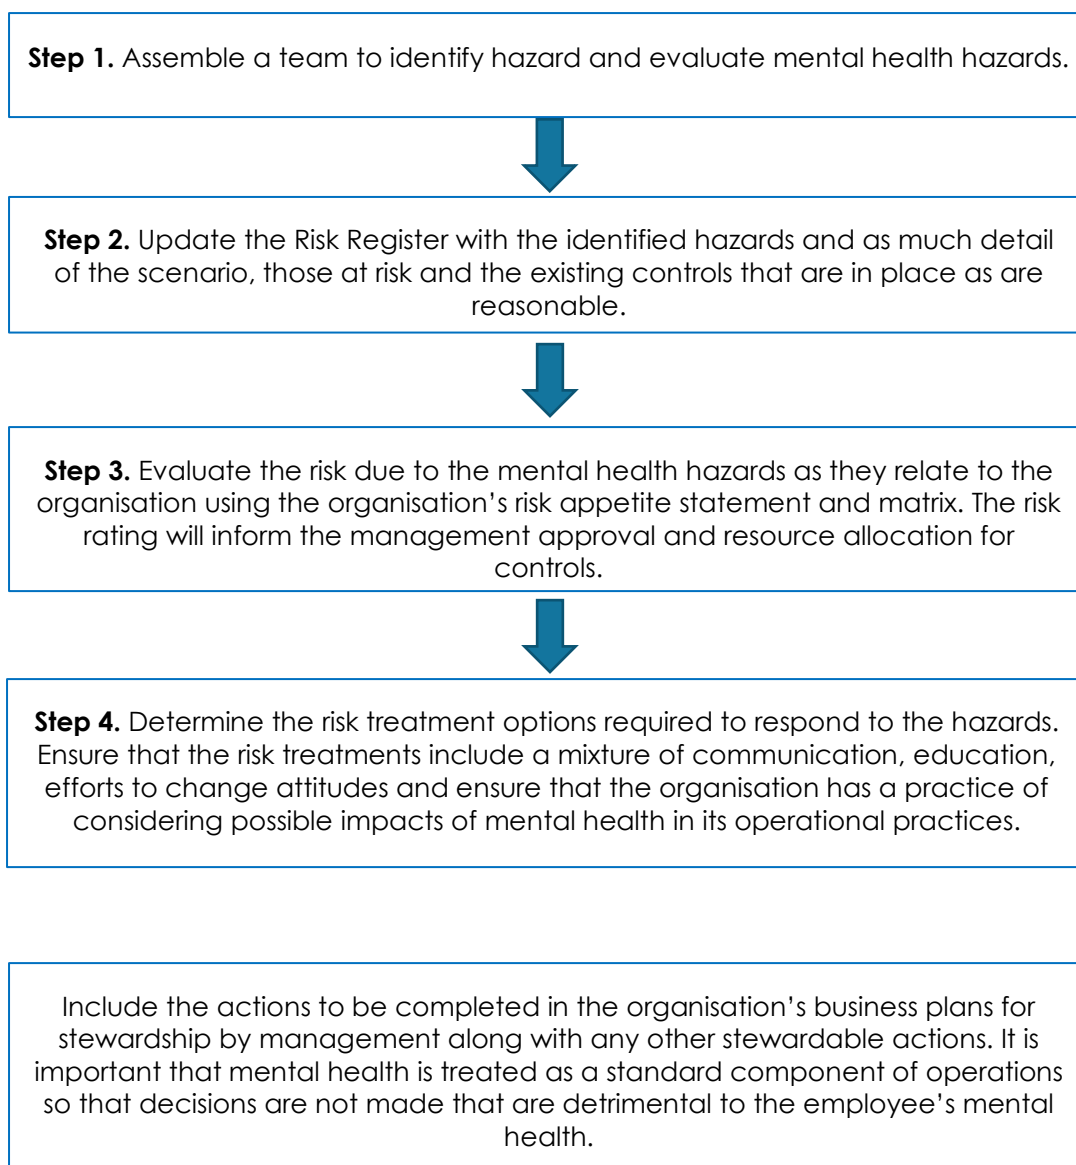 Step 1. Assemble a team to identify hazard and evaluate mental health hazards.
Step 2. Update the Risk Register with the identified hazards and as much detail
of the scenario, those at risk and the existing controls that are in place as are
reasonable.
Step 3. Evaluate the risk due to the mental health hazards as they relate to the
organisation using the organisation’s risk appetite statement and matrix. The risk
rating will inform the management approval and resource allocation for
controls.
Step 4. Determine the risk treatment options required to respond to the hazards.
Ensure that the risk treatments include a mixture of communication, education,
efforts to change attitudes and ensure that the organisation has a practice of
considering possible impacts of mental health in its operational practices.
Include the actions to be completed in the organisation’s business plans for
stewardship by management along with any other stewardable actions. It is
important that mental health is treated as a standard component of operations
so that decisions are not made that are detrimental to the employee’s mental
health.